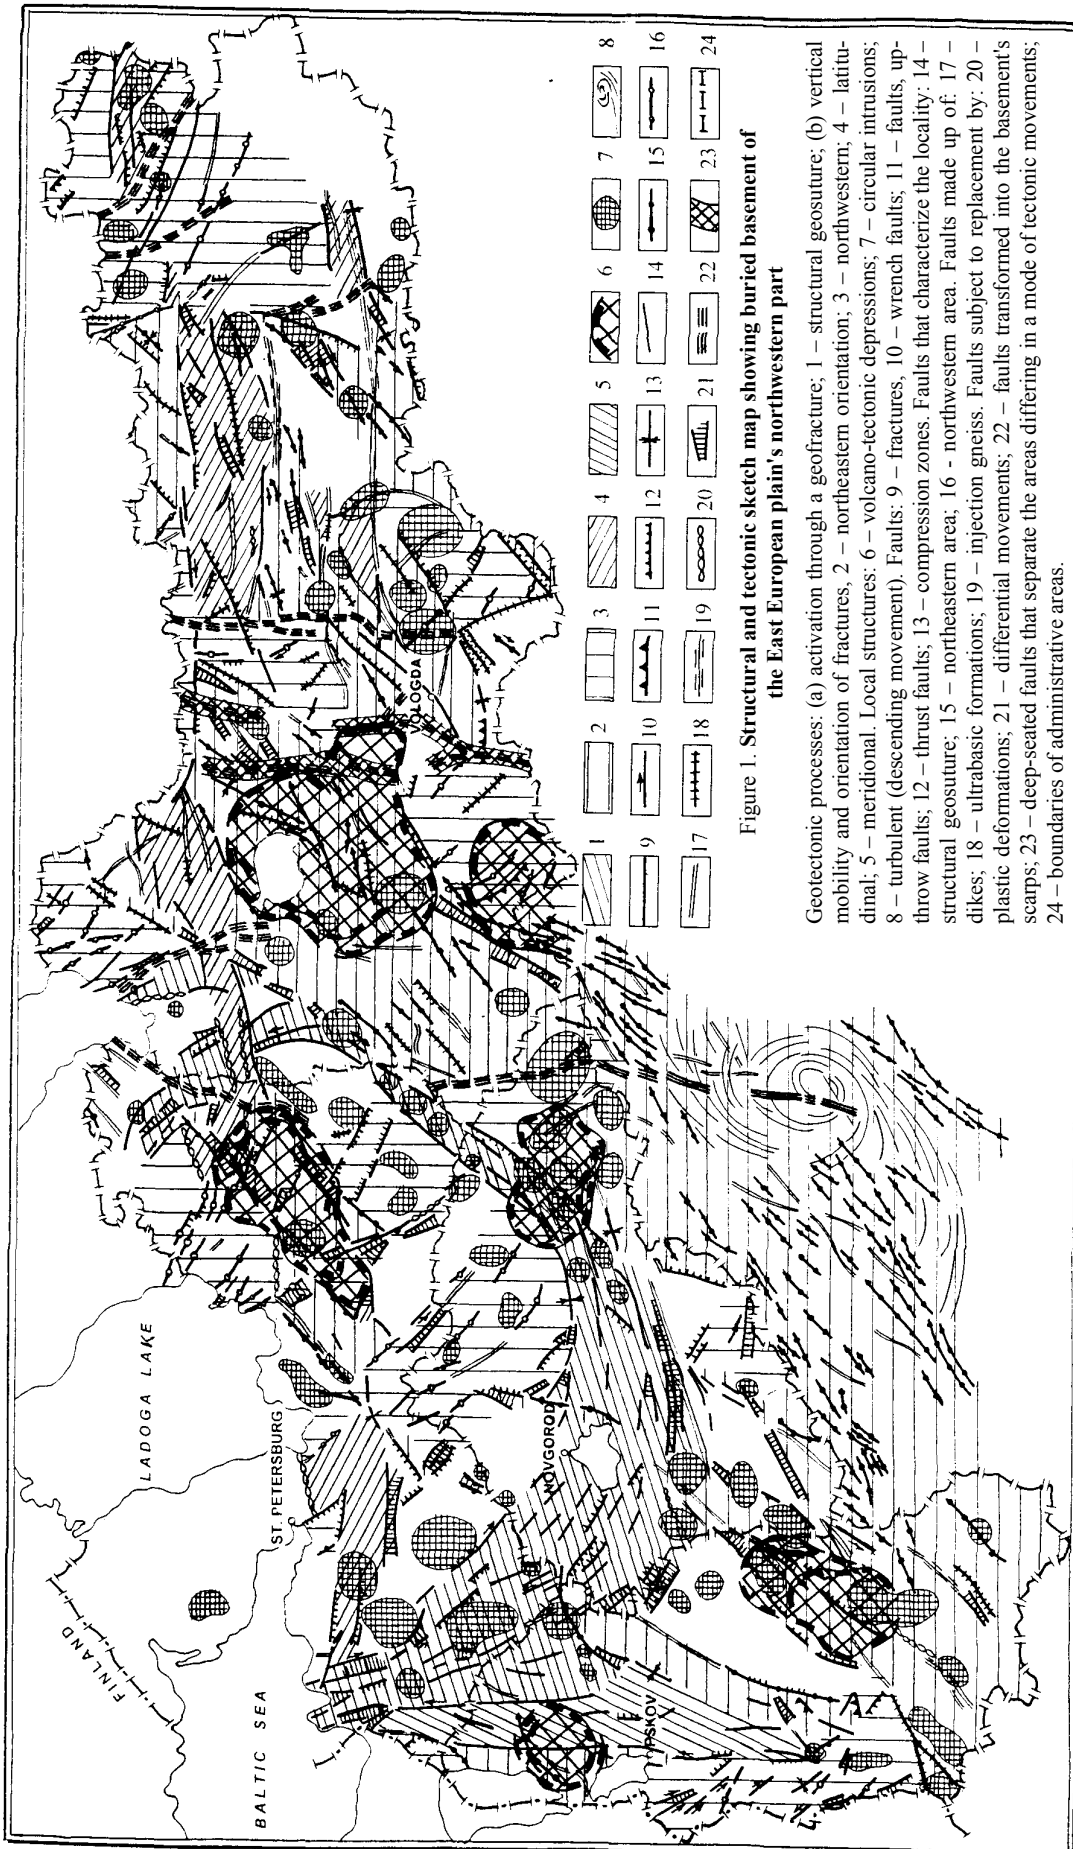 FINLAND
BALTIC SEA
LADOGA LAKE
ST. PETERSBURG
NOVGOROD
PSKOV
VOLOGDA
1 2 3 4 5 6 7 8
9 10 11 12 13 14 15 16
17 18 19 20 21 22 23 24
Figure 1. Structural and tectonic sketch map showing buried basement of
the East European plain's northwestern part
Geotectonic processes: (a) activation through a geofracture; 1 – structural geosuture; (b) vertical
mobility and orientation of fractures, 2 – northeastern orientation; 3 – northwestern; 4 – latitu-
dinal; 5 – meridional. Local structures: 6 – volcano-tectonic depressions; 7 – circular intrusions;
8 – turbulent (descending movement). Faults: 9 – fractures, 10 – wrench faults; 11 – faults, up-
throw faults; 12 – thrust faults; 13 – compression zones. Faults that characterize the locality: 14 –
structural geosuture; 15 – northeastern area; 16 - northwestern area. Faults made up of: 17 –
dikes; 18 – ultrabasic formations; 19 – injection gneiss. Faults subject to replacement by: 20 –
plastic deformations; 21 – differential movements; 22 – faults transformed into the basement's
scarps; 23 – deep-seated faults that separate the areas differing in a mode of tectonic movements;
24 – boundaries of administrative areas.